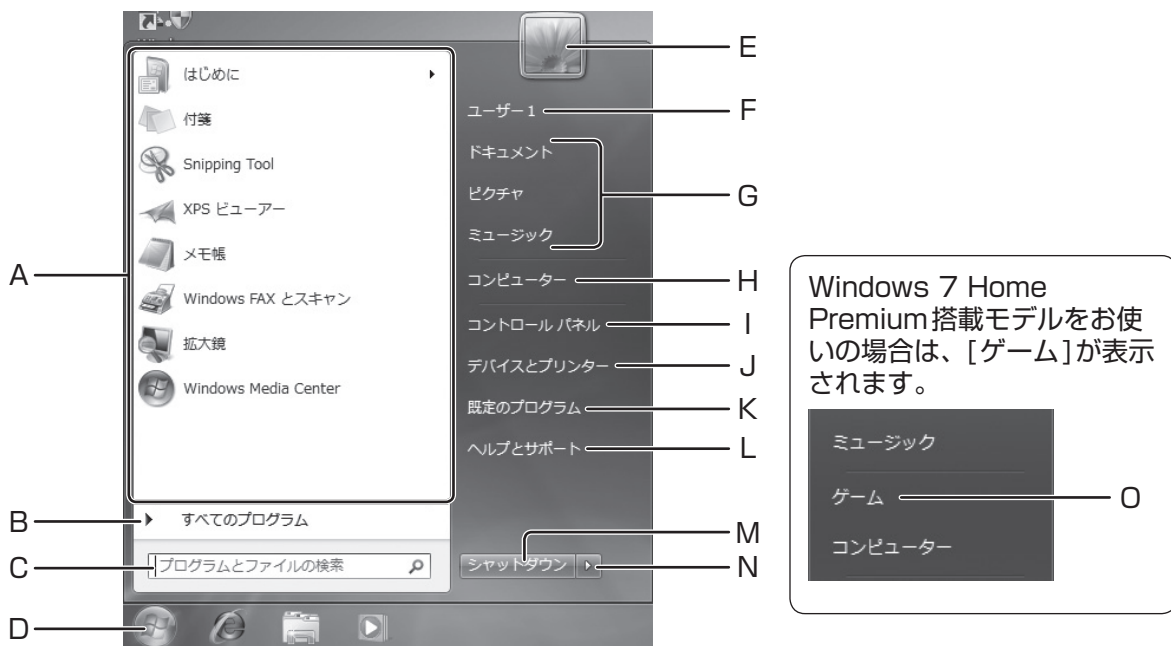 はじめに
付箋
Snipping Tool
XPS ビューアー
メモ帳
Windows FAX とスキャン
拡大鏡
Windows Media Center
すべてのプログラム
プログラムとファイルの検索
ユーザー1
ドキュメント
ピクチャ
ミュージック
コンピューター
コントロール パネル
デバイスとプリンター
既定のプログラム
ヘルプとサポート
シャットダウン
A
B
C
D
E
F
G
H
I
J
K
L
M
N
Windows 7 Home
Premium搭載モデルをお使
いの場合は、[ゲーム]が表示
されます。
ミュージック
ゲーム
コンピューター
O